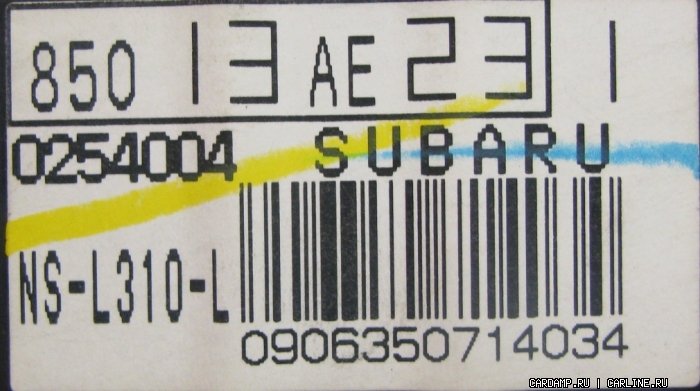 850 13 AE 23 1
0254004 SUBARU
NS-L310-L
0906350714034
CARDAMP.RU | CARLINE.RU